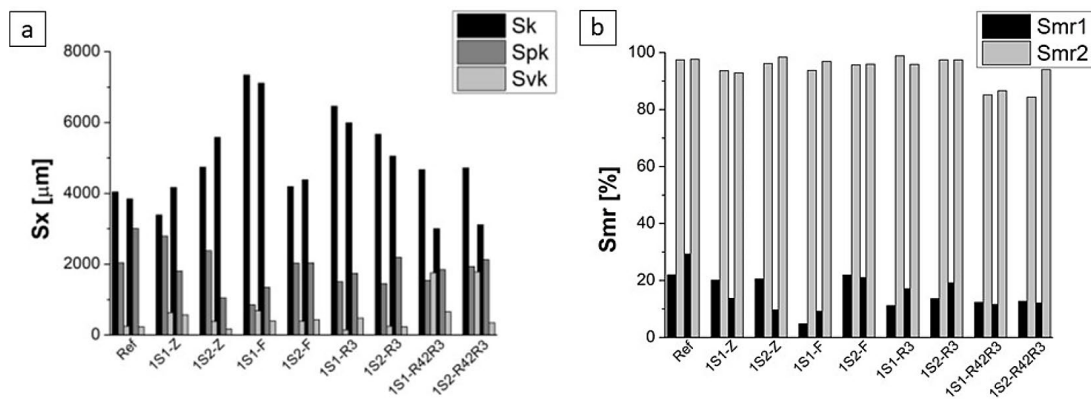 a
Sk
Spk
Svk
8000
6000
4000
2000
0
Sx [μm]
Ref
1S1-Z
1S2-Z
1S1-F
1S2-F
1S1-R3
1S2-R3
1S1-R42R3
1S2-R42R3
b
Smr1
Smr2
100
80
60
40
20
0
Smr [%]
Ref
1S1-Z
1S2-Z
1S1-F
1S2-F
1S1-R3
1S2-R3
1S1-R42R3
1S2-R42R3